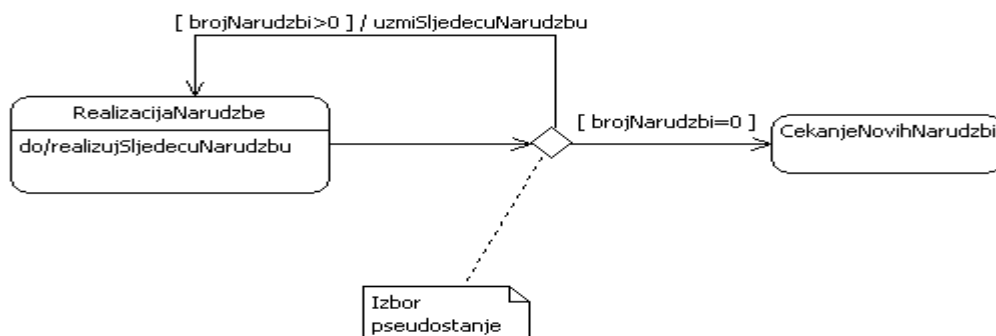 [ brojNarudzbi>0 ] / uzmiSljedecuNarudzbu
RealizacijaNarudzbe
do/realizujSljedecuNarudzbu
[ brojNarudzbi=0 ]
CekanjeNovihNarudzbi
Izbor
pseudostanje